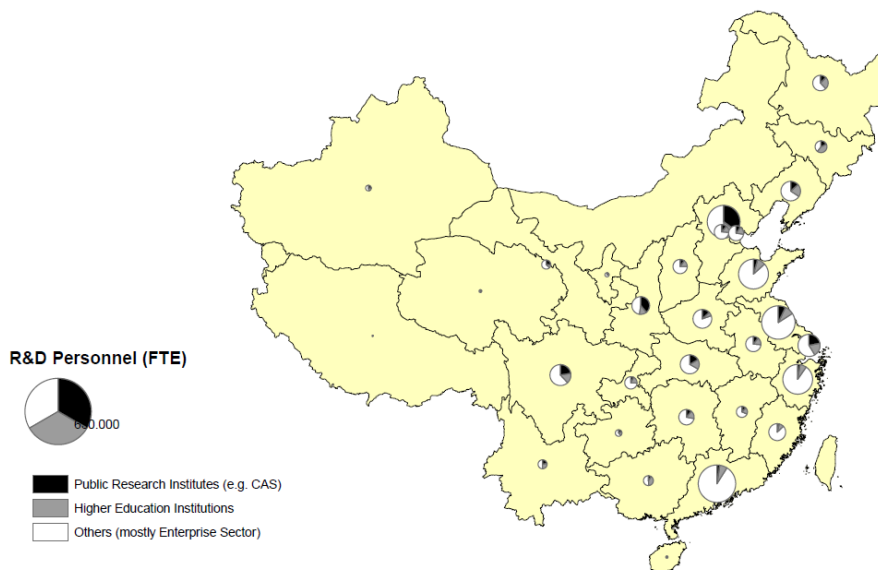 R&D Personnel (FTE)
600.000
Public Research Institutes (e.g. CAS)
Higher Education Institutions
Others (mostly Enterprise Sector)